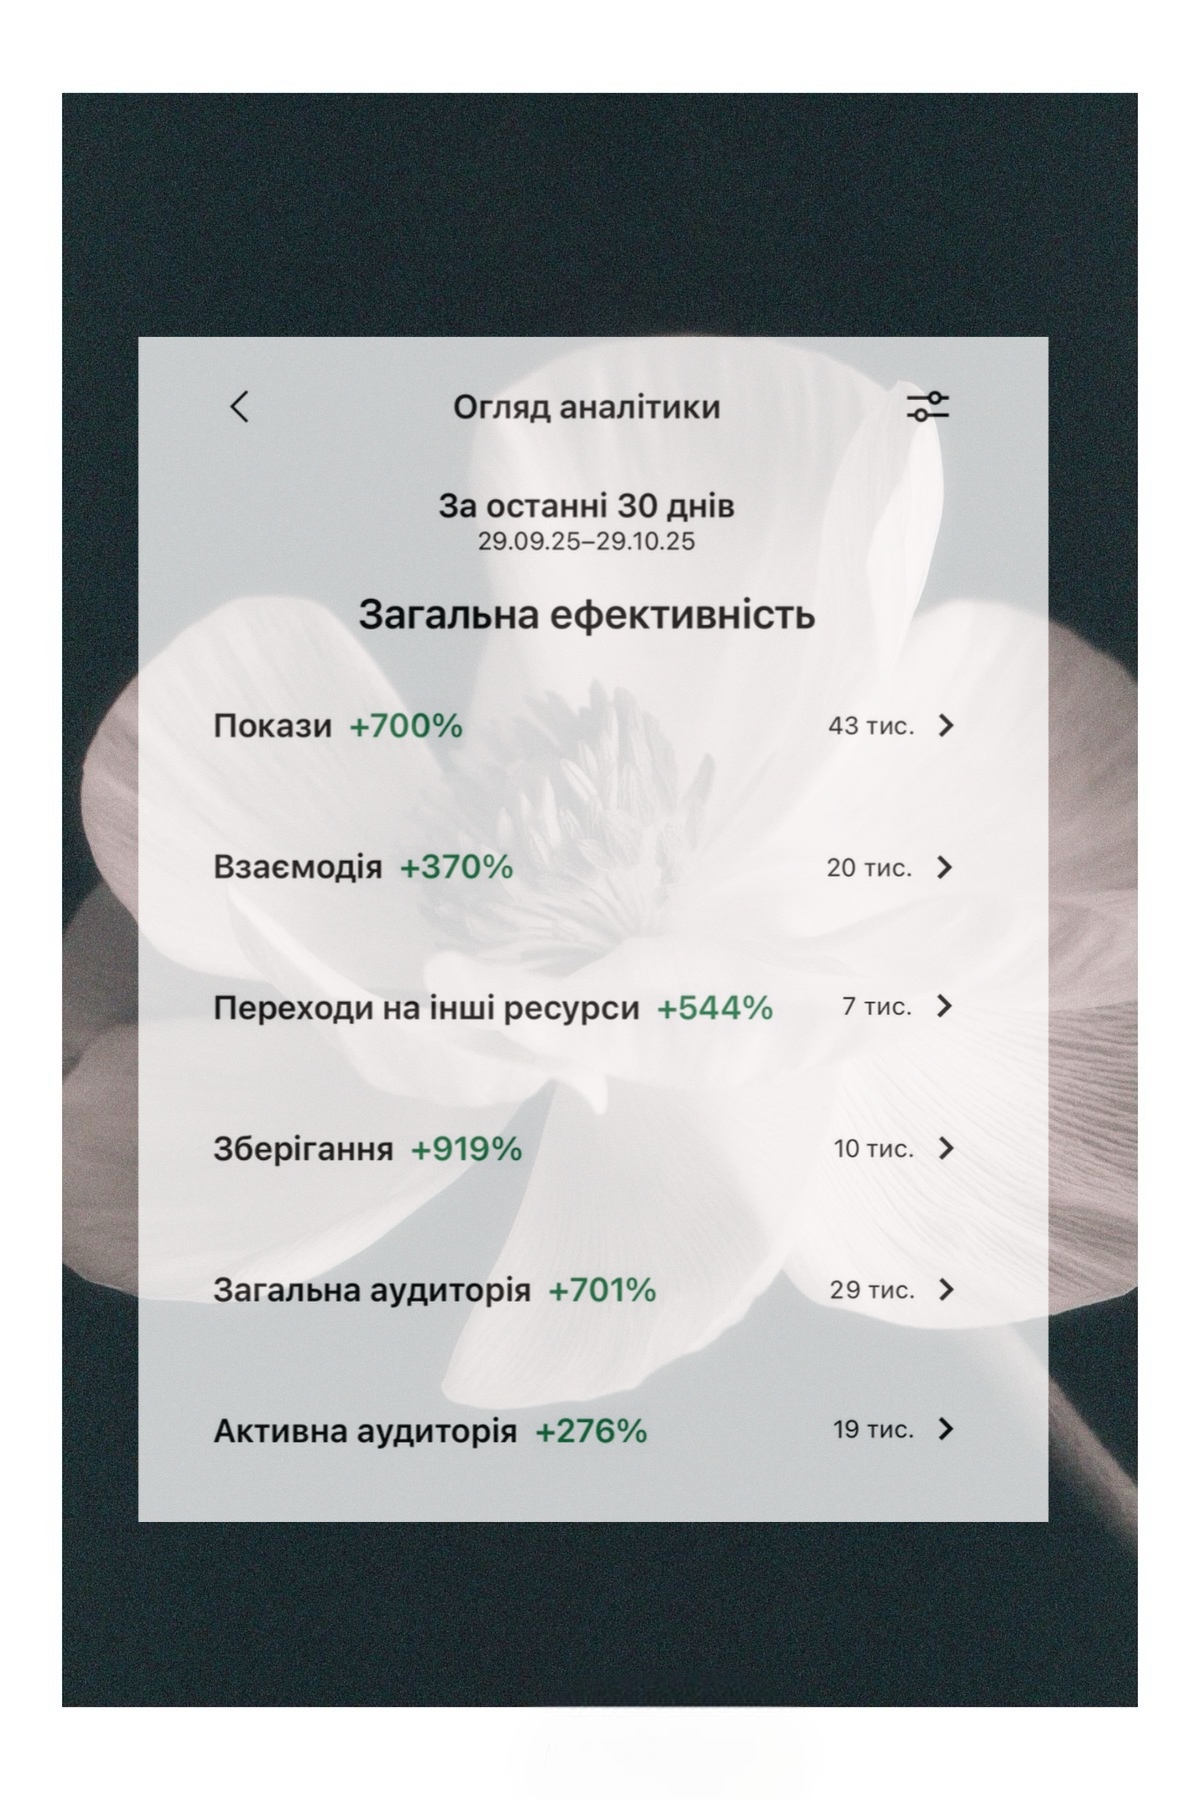 Огляд аналітики
За останні 30 днів
29.09.25–29.10.25
Загальна ефективність
Покази +700% 43 тис.
Взаємодія +370% 20 тис.
Переходи на інші ресурси +544% 7 тис.
Зберігання +919% 10 тис.
Загальна аудиторія +701% 29 тис.
Активна аудиторія +276% 19 тис.